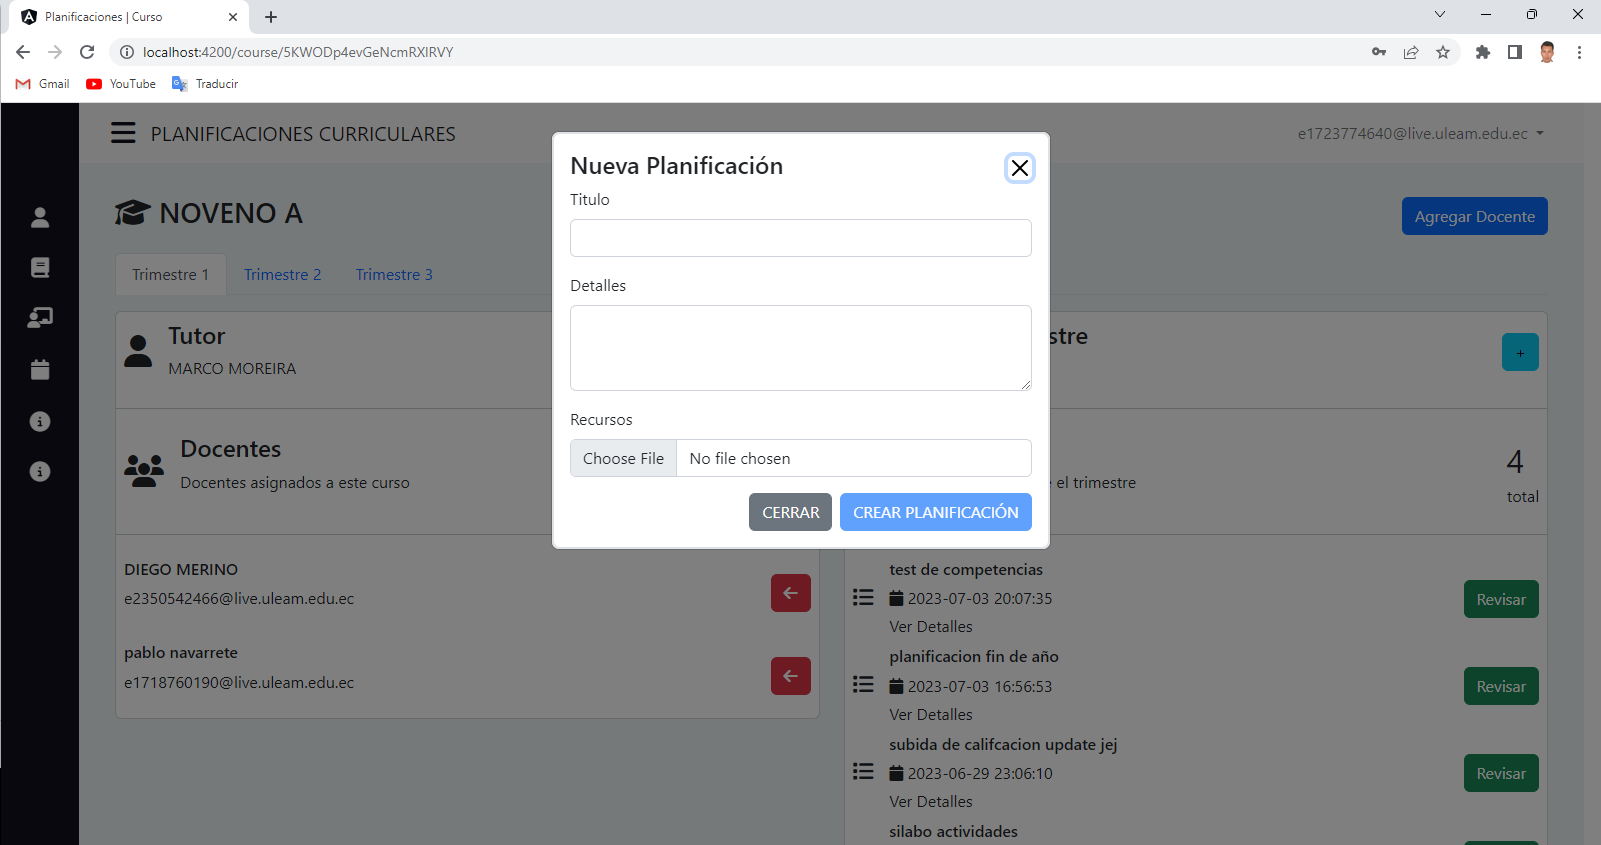 Planificaciones | Curso
localhost:4200/course/5KWODp4evGeNcmRXIRVY
Gmail YouTube Traducir
PLANIFICACIONES CURRICULARES
e1723774640@live.uleam.edu.ec
NOVENO A
Agregar Docente
Trimestre 1 Trimestre 2 Trimestre 3
Tutor
MARCO MOREIRA
Docentes
Docentes asignados a este curso
DIEGO MERINO
e2350542466@live.uleam.edu.ec
pablo navarrete
e1718760190@live.uleam.edu.ec
Nueva Planificación
Titulo
Detalles
Recursos
Choose File No file chosen
CERRAR CREAR PLANIFICACIÓN
stre
+
el trimestre
4
total
test de competencias
2023-07-03 20:07:35
Ver Detalles
Revisar
planificacion fin de año
2023-07-03 16:56:53
Ver Detalles
Revisar
subida de califcacion update jej
2023-06-29 23:06:10
Ver Detalles
Revisar
silabo actividades